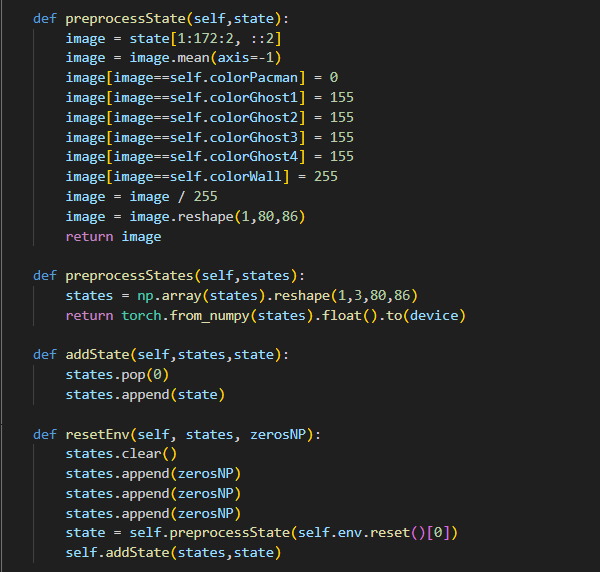 def preprocessState(self,state):
    image = state[1:172:2, ::2]
    image = image.mean(axis=-1)
    image[image==self.colorPacman] = 0
    image[image==self.colorGhost1] = 155
    image[image==self.colorGhost2] = 155
    image[image==self.colorGhost3] = 155
    image[image==self.colorGhost4] = 155
    image[image==self.colorWall] = 255
    image = image / 255
    image = image.reshape(1,80,86)
    return image
def preprocessStates(self,states):
    states = np.array(states).reshape(1,3,80,86)
    return torch.from_numpy(states).float().to(device)
def addState(self,states,state):
    states.pop(0)
    states.append(state)
def resetEnv(self, states, zerosNP):
    states.clear()
    states.append(zerosNP)
    states.append(zerosNP)
    states.append(zerosNP)
    state = self.preprocessState(self.env.reset()[0])
    self.addState(states,state)